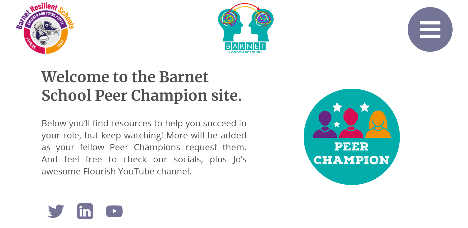 Barnet Resilient Schools
BARNET
Welcome to the Barnet
School Peer Champion site.
Below you'll find resources to help you succeed in
your role, but keep watching! More will be added
as your fellow Peer Champions request them.
And feel free to check our socials, plus Jo's
awesome Flourish YouTube channel.
PEER
CHAMPION